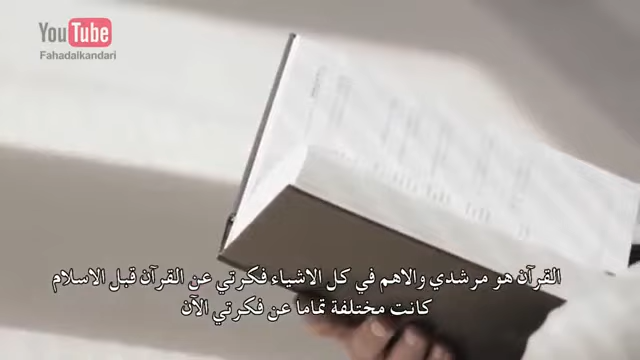 YouTube
Fahadalkandari
القرآن هو مرشدي والاهم في كل الاشياء فكرتي عن القرآن قبل الاسلام
كانت مختلفة تماما عن فكرتي الآن